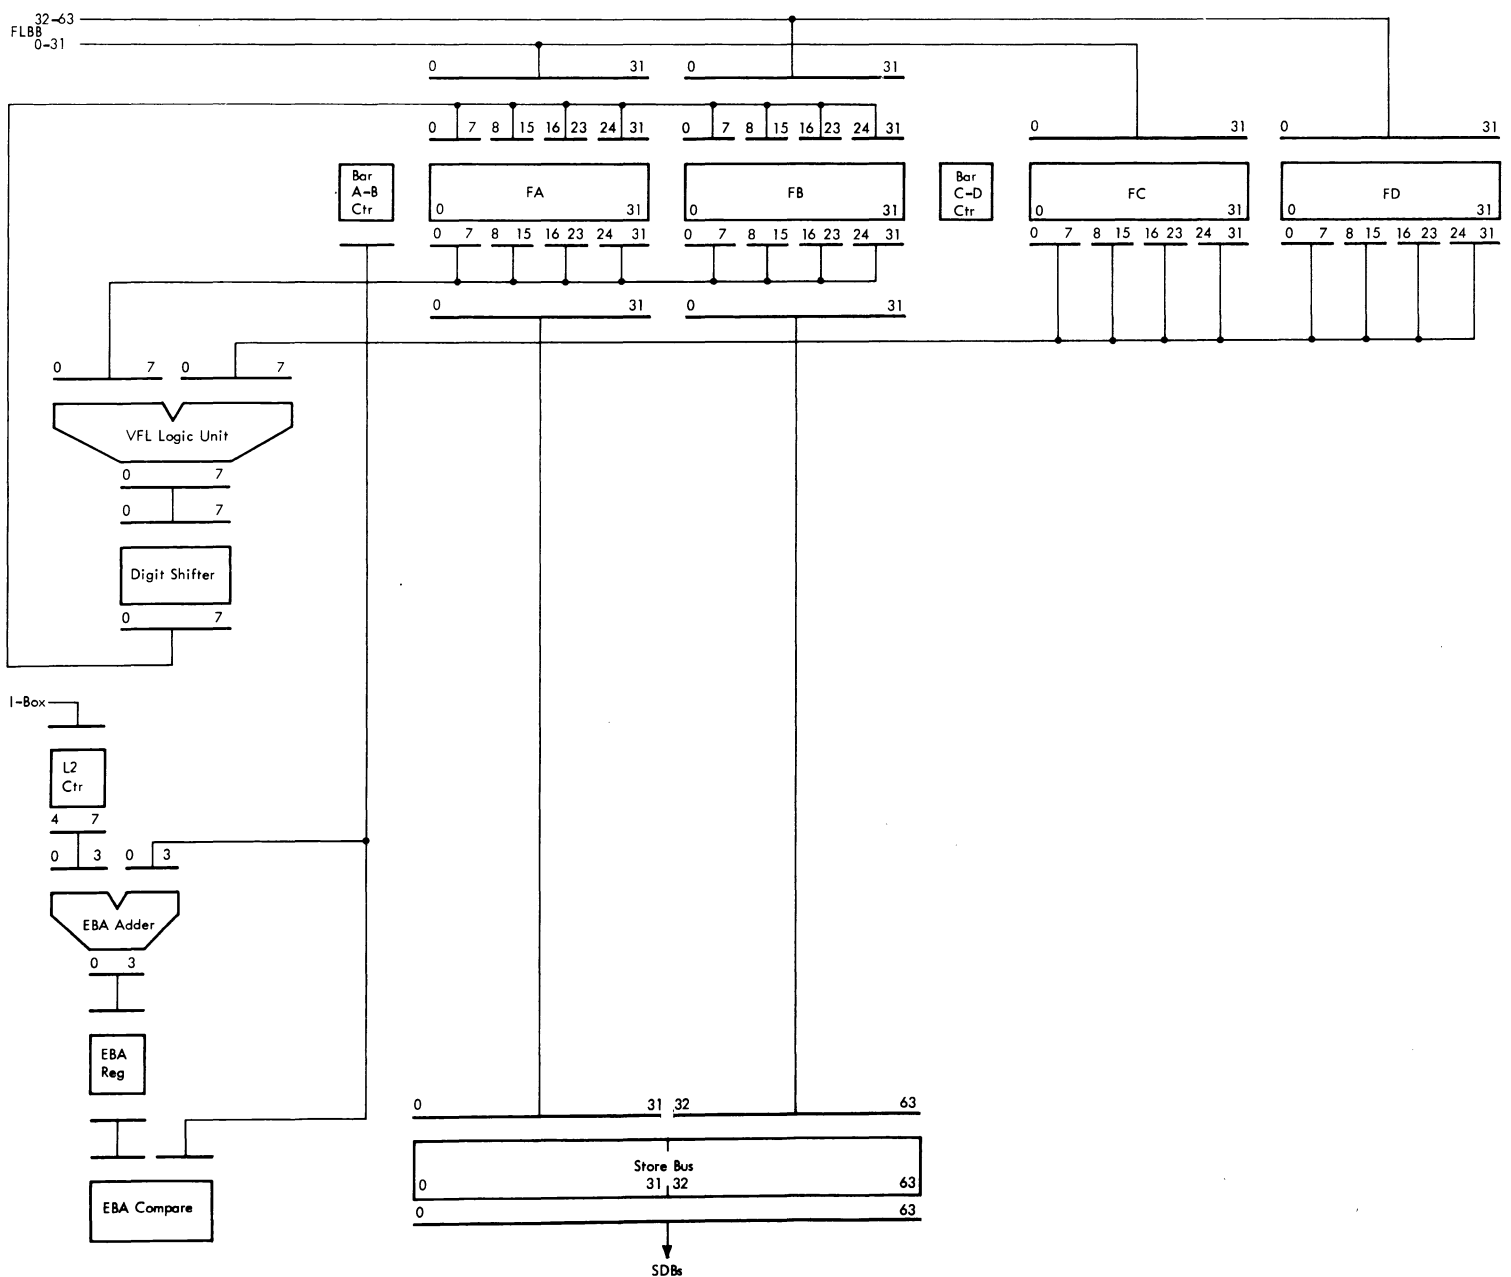 32-63
FLBB
0-31
0 31 0 31
0 7 8 15 16 23 24 31 0 7 8 15 16 23 24 31
0 31 0 31
Bar
A-B
Ctr
FA
0 31
FB
0 31
Bar
C-D
Ctr
FC
0 31
FD
0 31
0 7 8 15 16 23 24 31 0 7 8 15 16 23 24 31
0 7 8 15 16 23 24 31 0 7 8 15 16 23 24 31
0 31 0 31
0 7 0 7
VFL Logic Unit
0 7
0 7
Digit Shifter
0 7
I-Box
L2
Ctr
4 7
0 3 0 3
EBA Adder
0 3
EBA
Reg
EBA Compare
0 31 32 63
Store Bus
0 31 32 63
0 63
SDBs